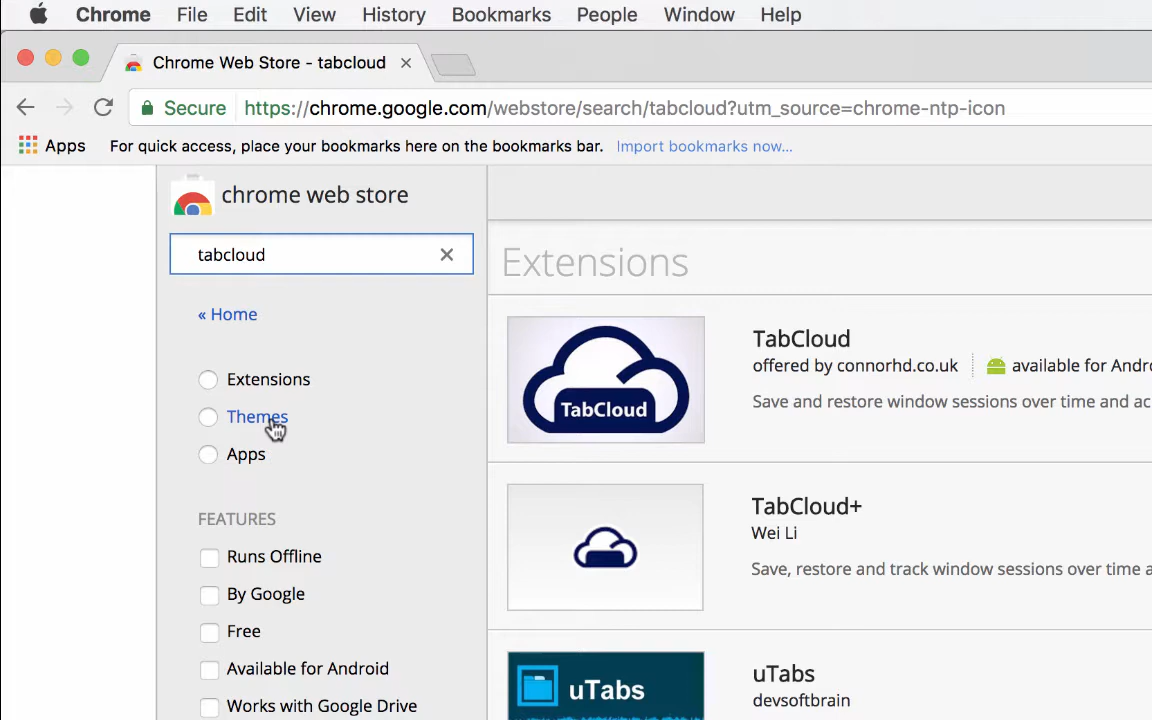 Chrome File Edit View History Bookmarks People Window Help
Chrome Web Store - tabcloud
Secure https://chrome.google.com/webstore/search/tabcloud?utm_source=chrome-ntp-icon
Apps For quick access, place your bookmarks here on the bookmarks bar. Import bookmarks now...
chrome web store
tabcloud
« Home
Extensions
Themes
Apps
FEATURES
Runs Offline
By Google
Free
Available for Android
Works with Google Drive
Extensions
TabCloud
TabCloud
offered by connorhd.co.uk available for Andro
Save and restore window sessions over time and ac
TabCloud+
Wei Li
Save, restore and track window sessions over time a
uTabs
uTabs
devsoftbrain